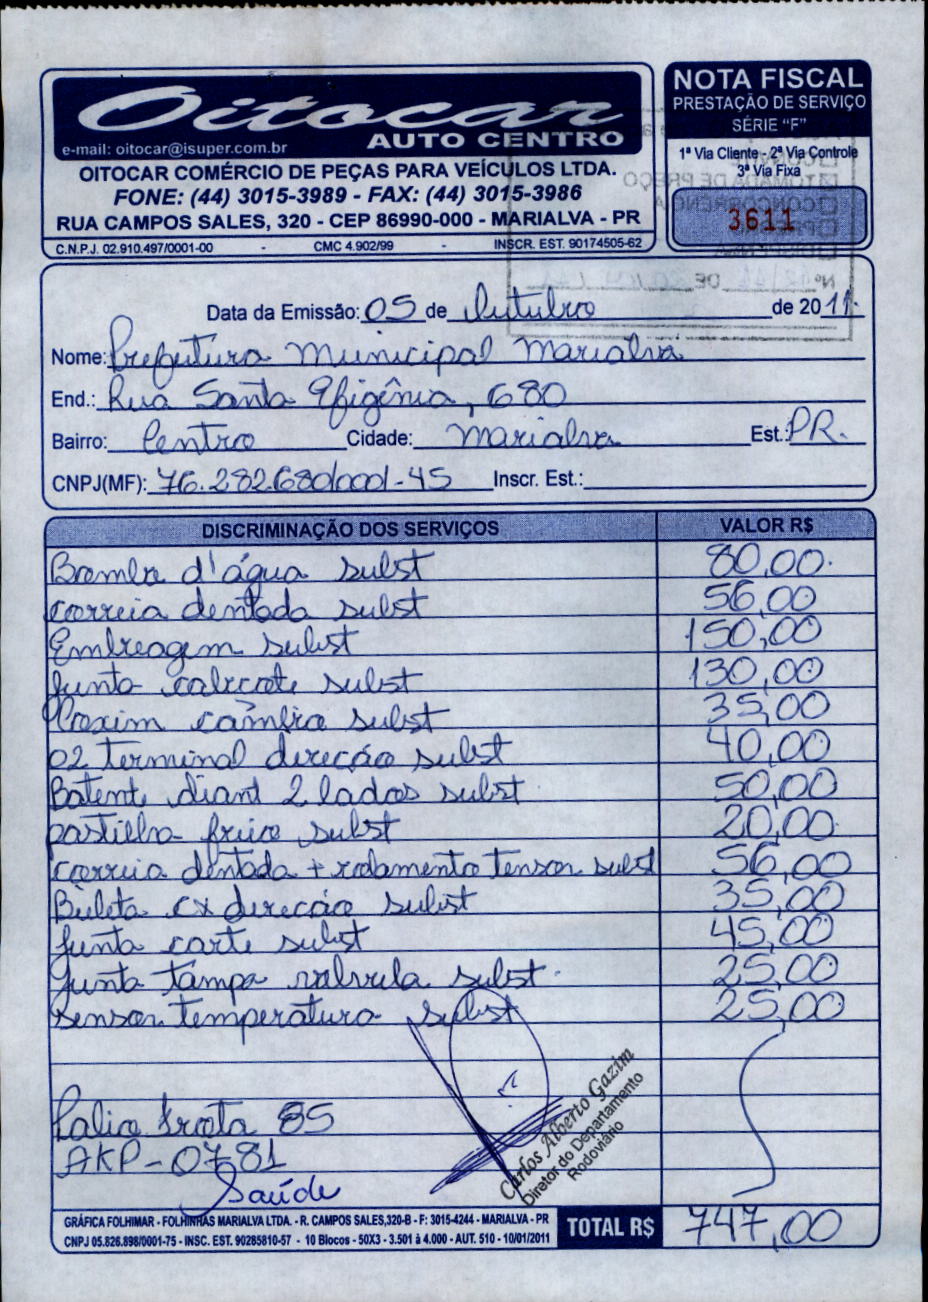 Oitocar
AUTO CENTRO
e-mail: oitocar@isuper.com.br
OITOCAR COMÉRCIO DE PEÇAS PARA VEÍCULOS LTDA.
FONE: (44) 3015-3989 - FAX: (44) 3015-3986
RUA CAMPOS SALES, 320 - CEP 86990-000 - MARIALVA - PR
C.N.P.J. 02.910.497/0001-00 - CMC 4.902/99 - INSCR. EST. 90174505-62
NOTA FISCAL
PRESTAÇÃO DE SERVIÇO
SÉRIE "F"
1ª Via Cliente - 2ª Via Controle
3ª Via Fixa
3611
Data da Emissão: 05 de Outubro de 2011.
Nome: Prefeitura Municipal Marialva
End.: Rua Santa Efigênia, 680
Bairro: Centro Cidade: Marialva Est.: PR.
CNPJ(MF): 76.282680/0001-45 Inscr. Est.:
DISCRIMINAÇÃO DOS SERVIÇOS VALOR R$
Bomba d'água subst 80,00
correia dentada subst 56,00
Embreagem subst 150,00
Junta cabeçote subst 130,00
Coxim câmbio subst 35,00
02 terminal direção subst 40,00
Batente diant 2 lados subst 50,00
pastilha freio subst 20,00
correia dentada + rolamento tensor subst 56,00
Bieleta cx direção subst 35,00
Junta carte subst 45,00
Junta tampa valvula subst 25,00
sensor temperatura subst 25,00
Palio frota 85
AKP-0781
Saúde
Carlos Alberto Gazim
Diretor do Departamento
Rodoviário
GRÁFICA FOLHIMAR - FOLHINHAS MARIALVA LTDA. - R. CAMPOS SALES,320-B - F: 3015-4244 - MARIALVA - PR
CNPJ 05.826.898/0001-75 - INSC. EST. 90285810-57 - 10 Blocos - 50X3 - 3.501 à 4.000 - AUT. 510 - 10/01/2011
TOTAL R$ 747,00